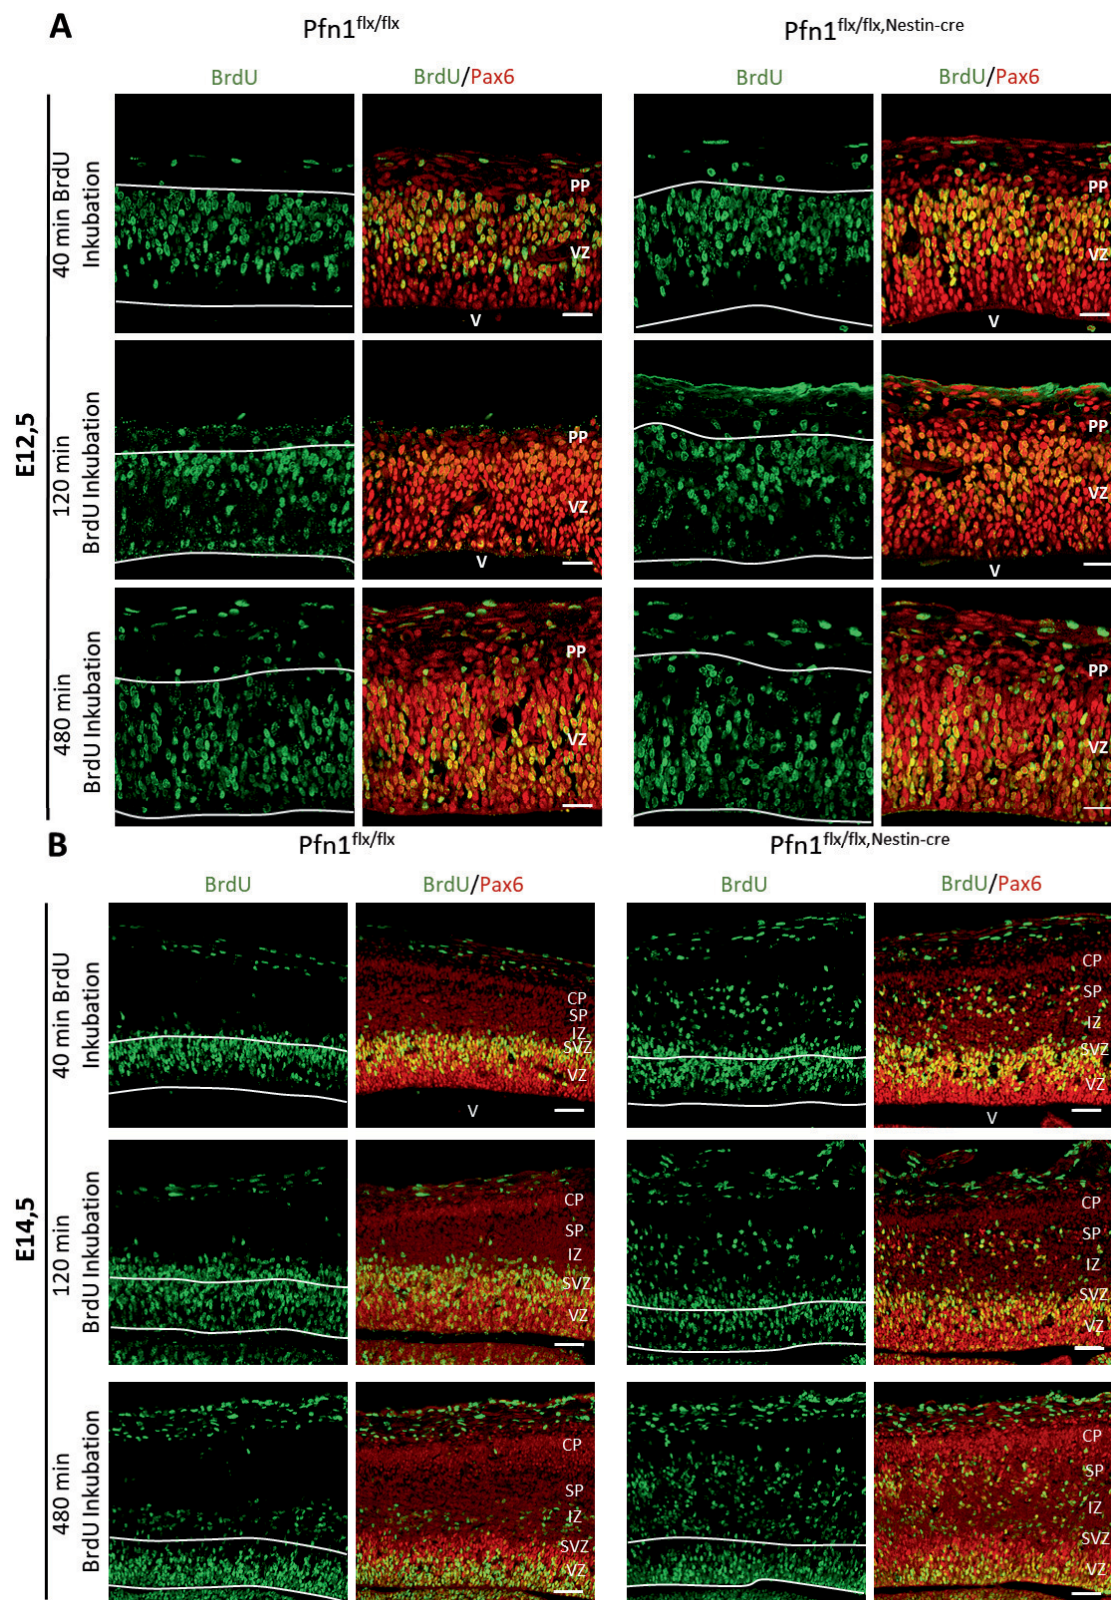 A
Pfn1flx/flx
Pfn1flx/flx,Nestin-cre
BrdU
BrdU/Pax6
BrdU
BrdU/Pax6
E12,5
40 min BrdU
Inkubation
PP
VZ
V
PP
VZ
V
120 min
BrdU Inkubation
PP
VZ
V
PP
VZ
V
480 min
BrdU Inkubation
PP
VZ
PP
VZ
B
Pfn1flx/flx
Pfn1flx/flx,Nestin-cre
BrdU
BrdU/Pax6
BrdU
BrdU/Pax6
E14,5
40 min BrdU
Inkubation
CP
SP
IZ
SVZ
VZ
V
CP
SP
IZ
SVZ
VZ
V
120 min
BrdU Inkubation
CP
SP
IZ
SVZ
VZ
CP
SP
IZ
SVZ
VZ
480 min
BrdU Inkubation
CP
SP
IZ
SVZ
VZ
CP
SP
IZ
SVZ
VZ